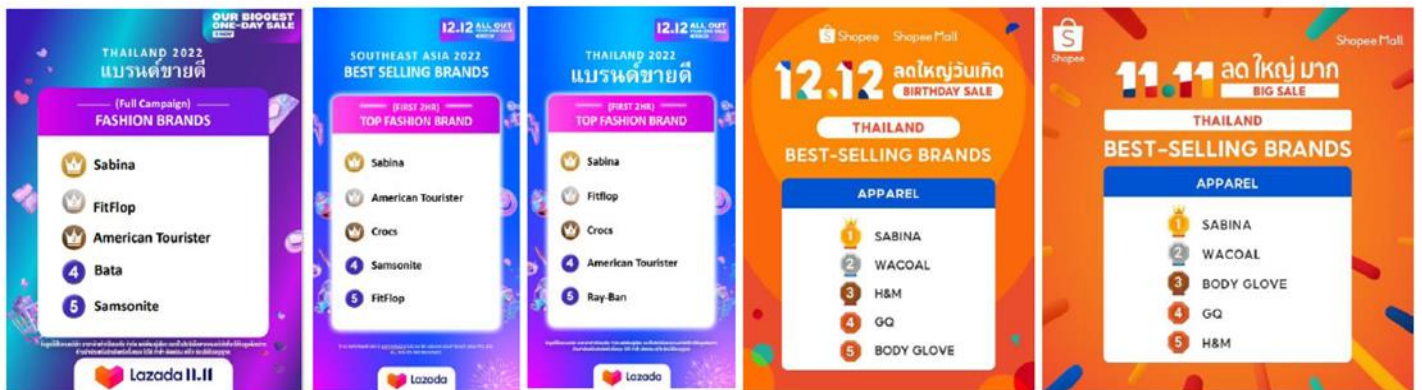 OUR BIGGEST
ONE-DAY SALE
THAILAND 2022
แบรนด์ขายดี
(Full Campaign)
FASHION BRANDS
Sabina
FitFlop
American Tourister
4 Bata
5 Samsonite
Lazada 11.11
12.12 ALL OUT
SOUTHEAST ASIA 2022
BEST SELLING BRANDS
(FIRST 2HR)
TOP FASHION BRAND
Sabina
American Tourister
Crocs
4 Samsonite
5 FitFlop
Lazada
12.12 ALL OUT
THAILAND 2022
แบรนด์ขายดี
(FIRST 2HR)
TOP FASHION BRAND
Sabina
Fitflop
Crocs
4 American Tourister
5 Ray-Ban
Lazada
Shopee Shopee Mall
12.12 ลดใหญ่วันเกิด
BIRTHDAY SALE
THAILAND
BEST-SELLING BRANDS
APPAREL
1 SABINA
2 WACOAL
3 H&M
4 GQ
5 BODY GLOVE
Shopee
Shopee Mall
11.11 ลด ใหญ่ มาก
BIG SALE
THAILAND
BEST-SELLING BRANDS
APPAREL
1 SABINA
2 WACOAL
3 BODY GLOVE
4 GQ
5 H&M